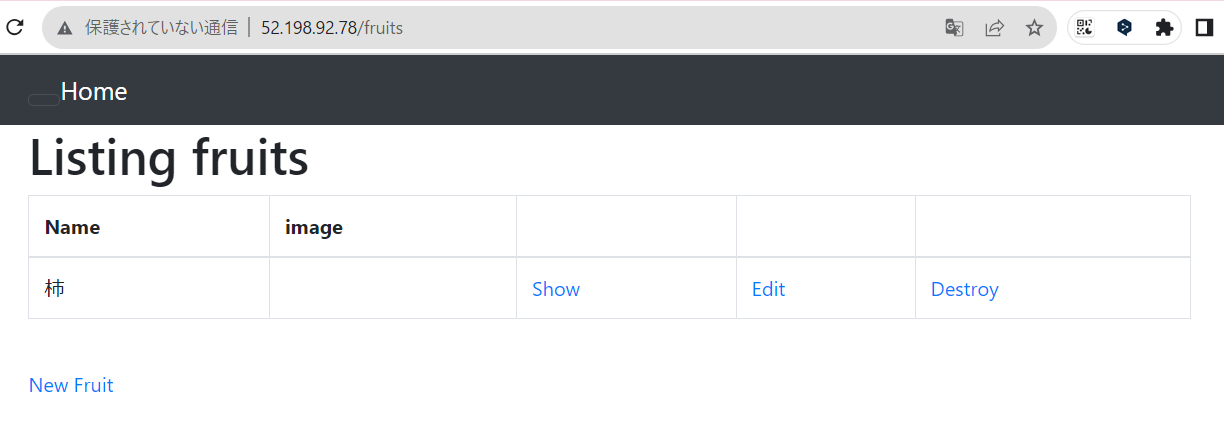 保護されていない通信 | 52.198.92.78/fruits
Home
Listing fruits
Name image
柿 Show Edit Destroy
New Fruit